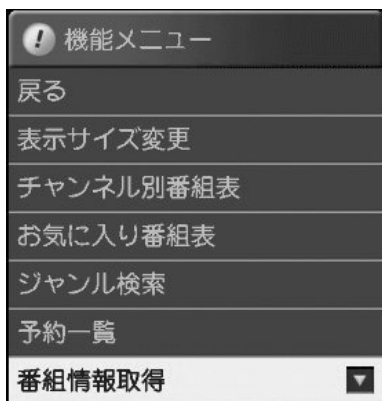 機能メニュー
戻る
表示サイズ変更
チャンネル別番組表
お気に入り番組表
ジャンル検索
予約一覧
番組情報取得